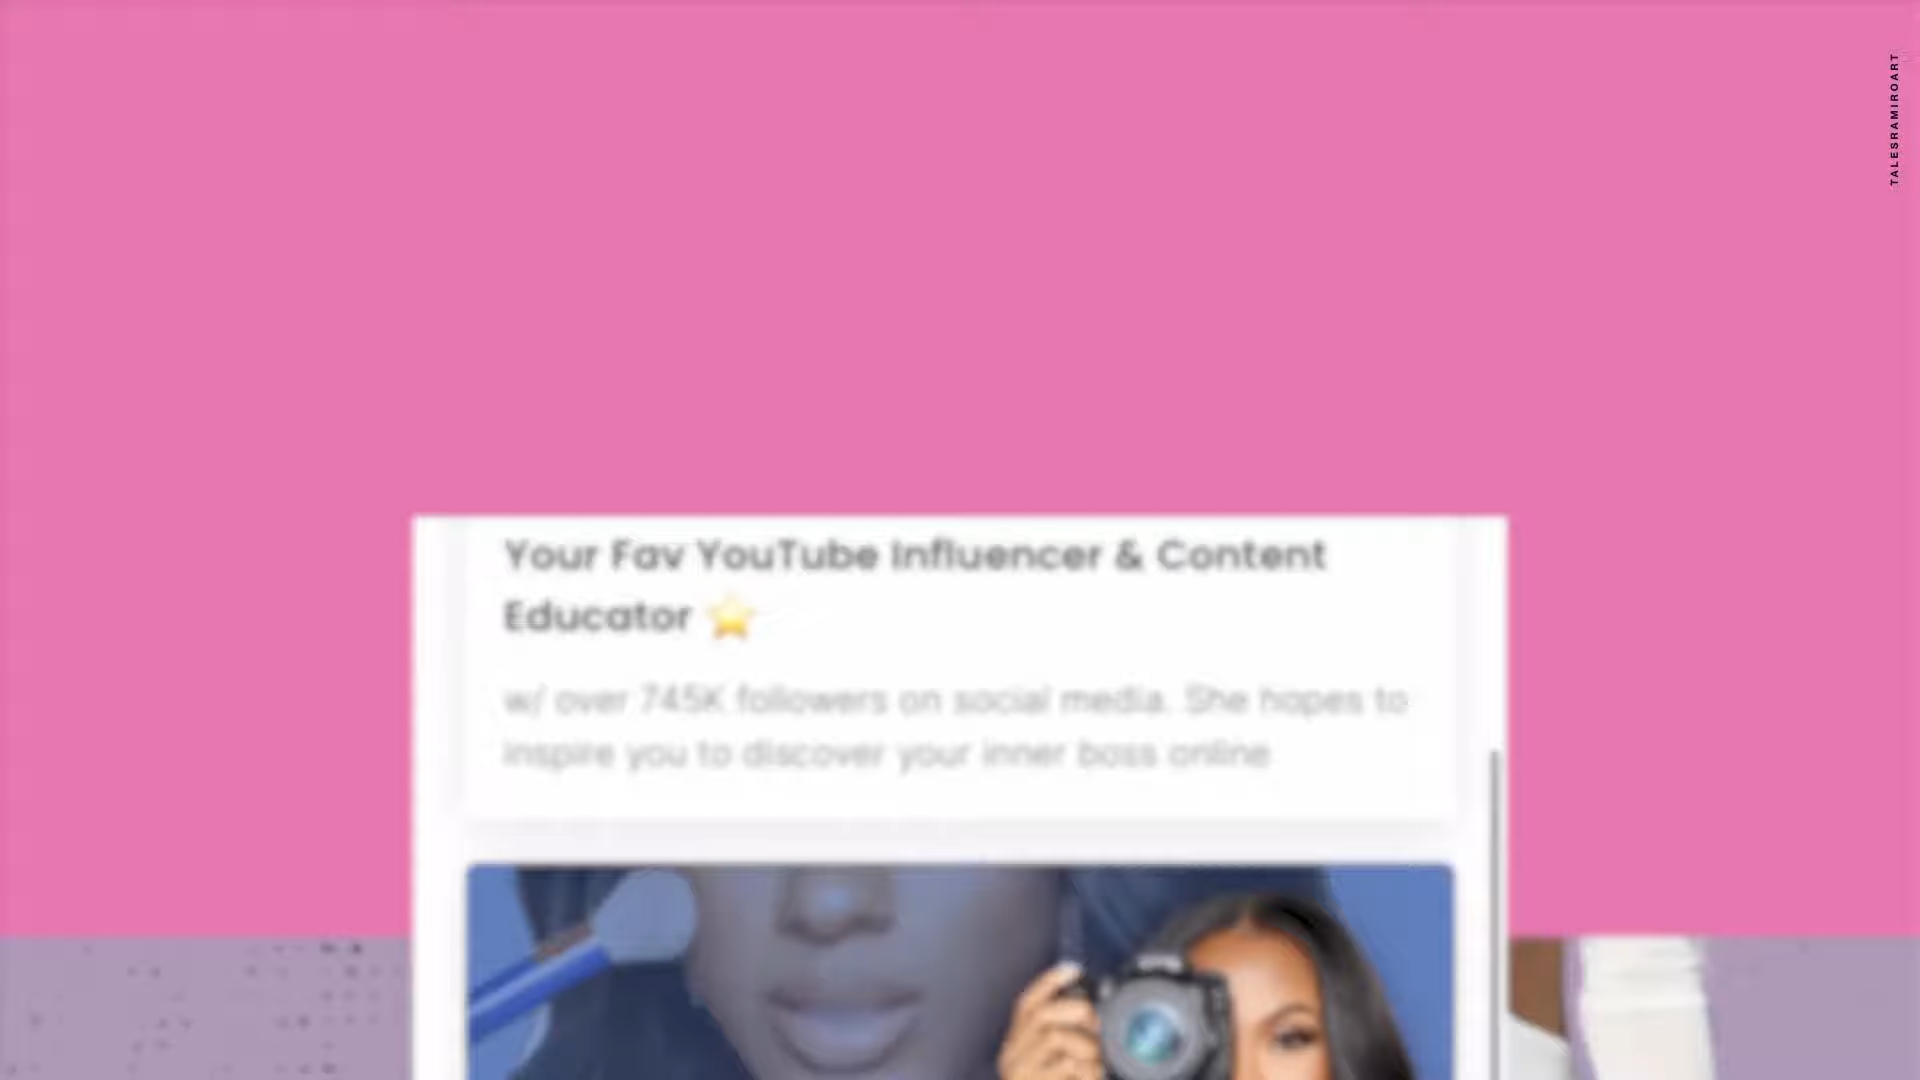 TALESRAMIROART
Your Fav YouTube Influencer & Content
Educator ⭐
w/ over 745K followers on social media. She hopes to
inspire you to discover your inner boss online